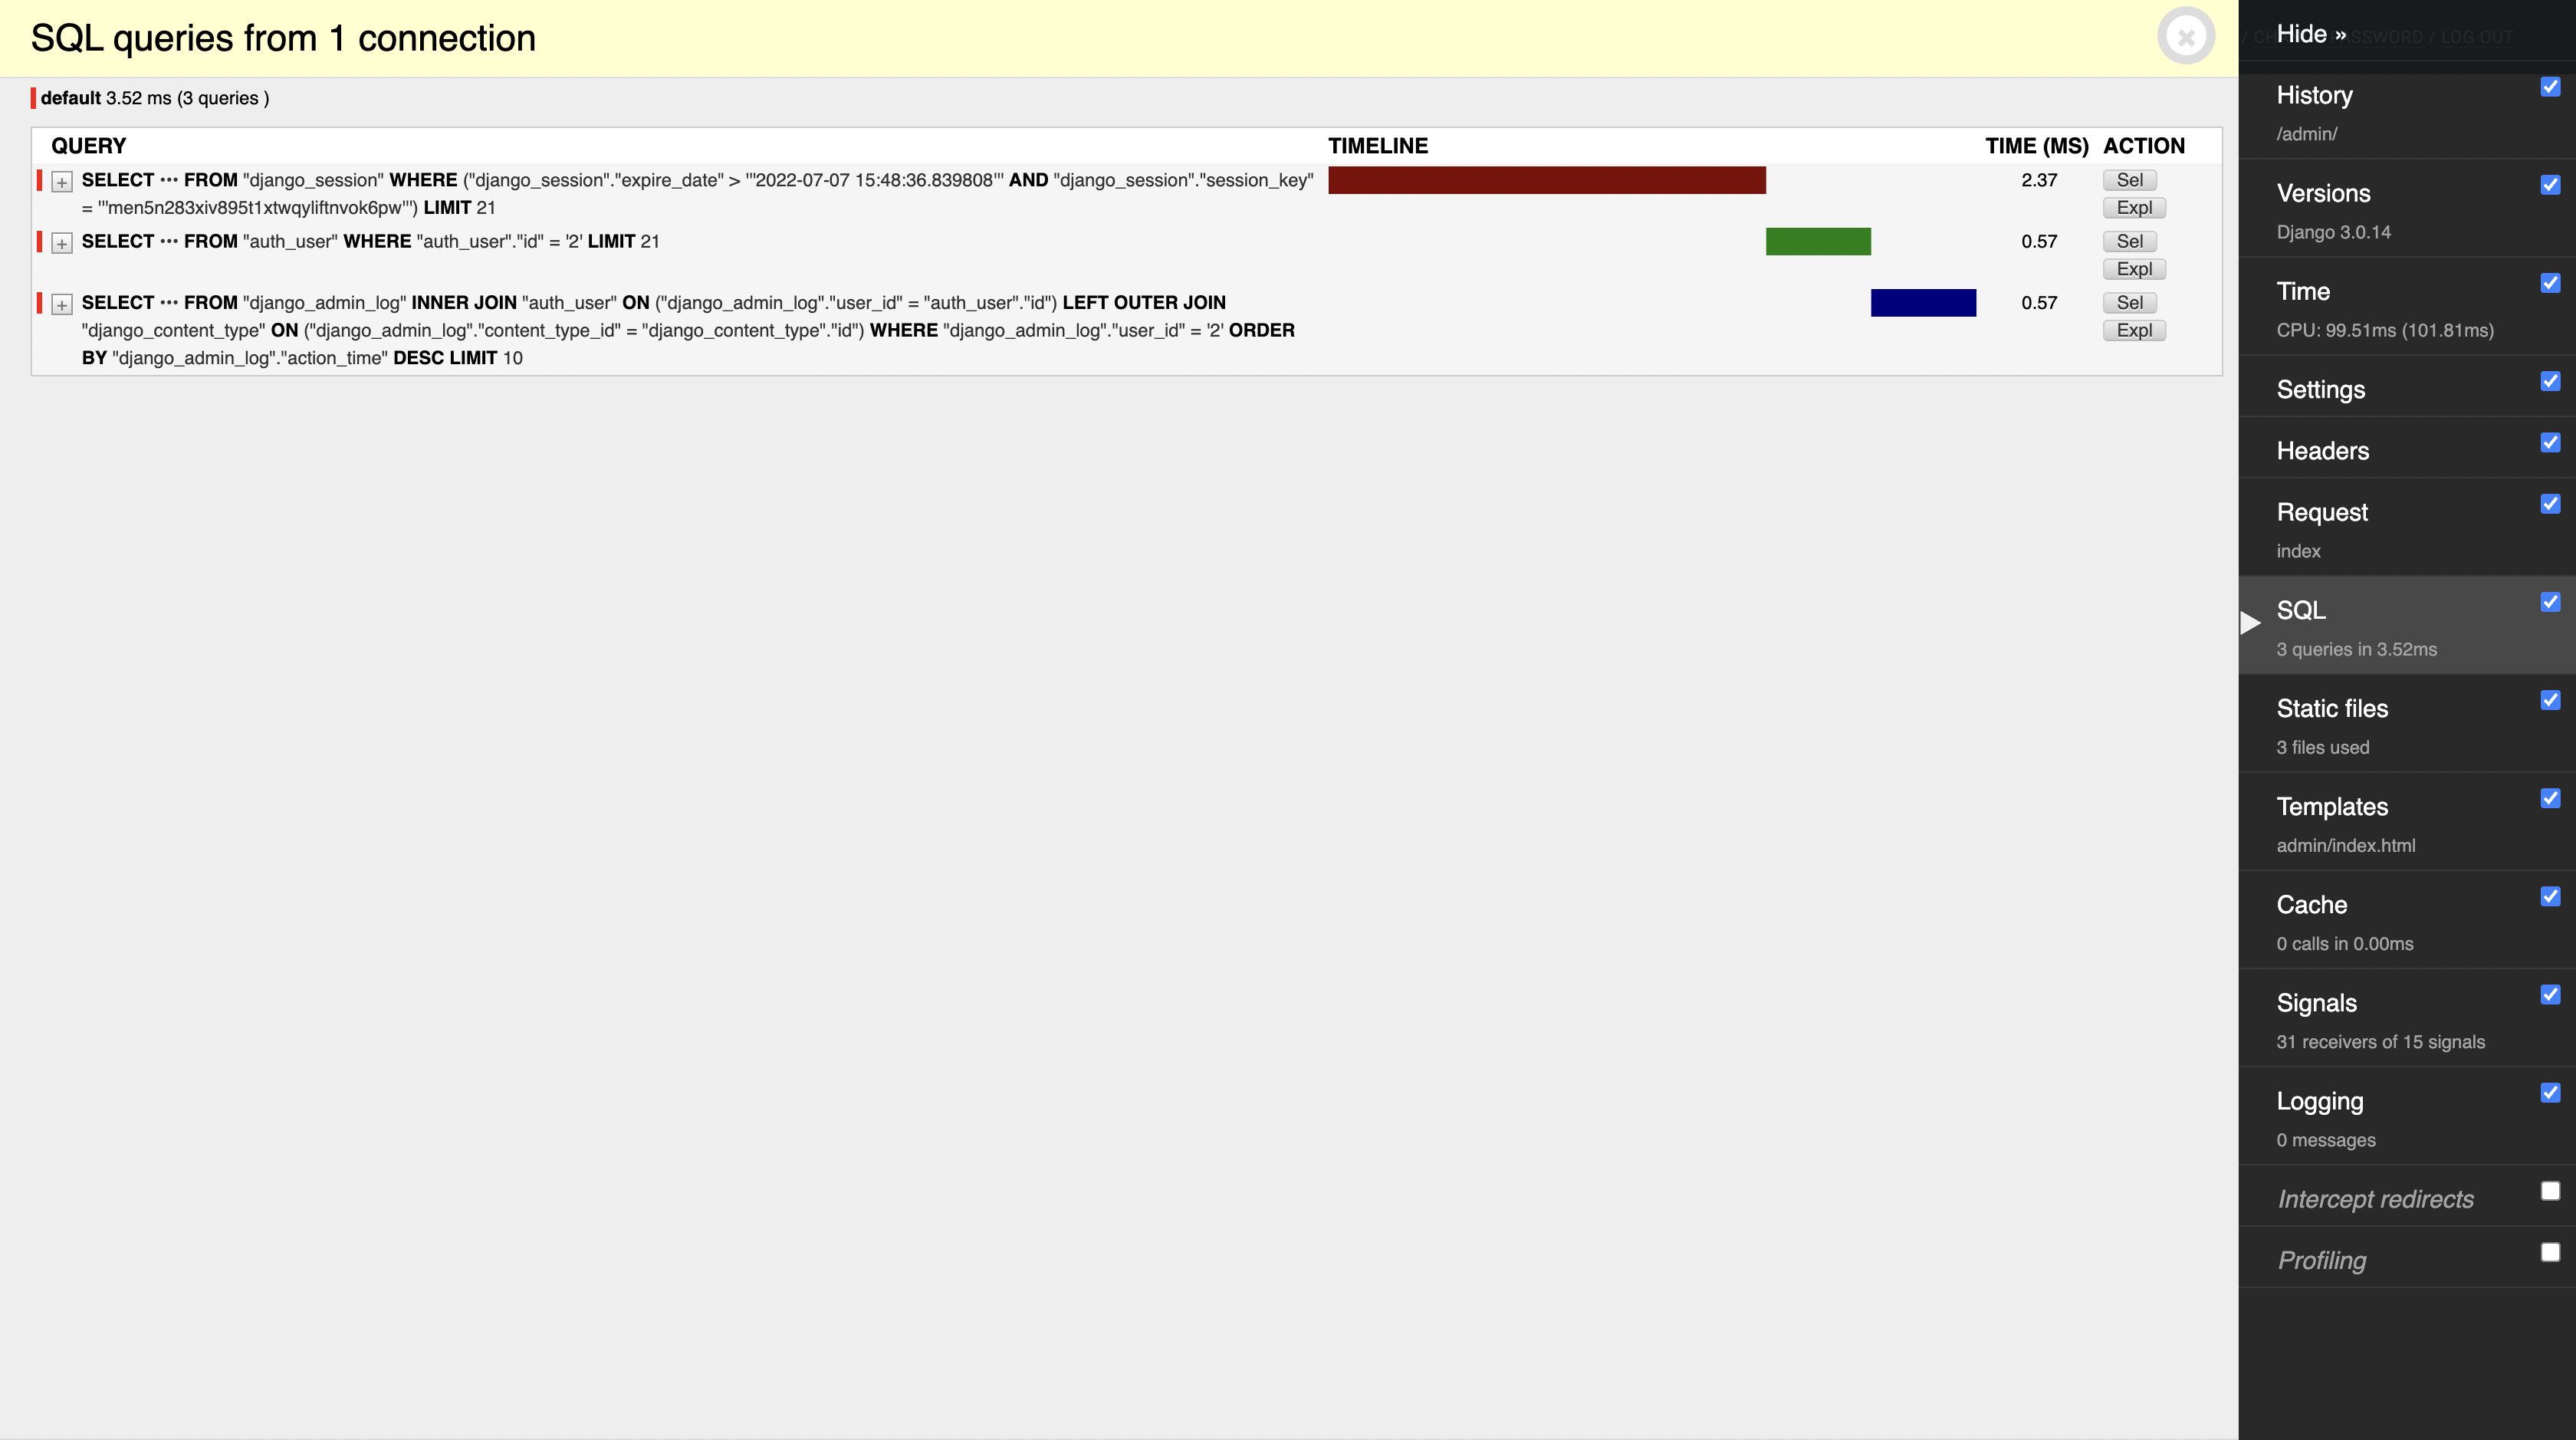 SQL queries from 1 connection
default 3.52 ms (3 queries )
QUERY TIMELINE TIME (MS) ACTION
+ SELECT ••• FROM "django_session" WHERE ("django_session"."expire_date" > '"2022-07-07 15:48:36.839808"' AND "django_session"."session_key" 2.37 Sel
= '"men5n283xiv895t1xtwqyliftnvok6pw"') LIMIT 21 Expl
+ SELECT ••• FROM "auth_user" WHERE "auth_user"."id" = '2' LIMIT 21 0.57 Sel
Expl
+ SELECT ••• FROM "django_admin_log" INNER JOIN "auth_user" ON ("django_admin_log"."user_id" = "auth_user"."id") LEFT OUTER JOIN 0.57 Sel
"django_content_type" ON ("django_admin_log"."content_type_id" = "django_content_type"."id") WHERE "django_admin_log"."user_id" = '2' ORDER Expl
BY "django_admin_log"."action_time" DESC LIMIT 10
Hide »
/ LOG OUT
History
/admin/
Versions
Django 3.0.14
Time
CPU: 99.51ms (101.81ms)
Settings
Headers
Request
index
SQL
3 queries in 3.52ms
Static files
3 files used
Templates
admin/index.html
Cache
0 calls in 0.00ms
Signals
31 receivers of 15 signals
Logging
0 messages
Intercept redirects
Profiling